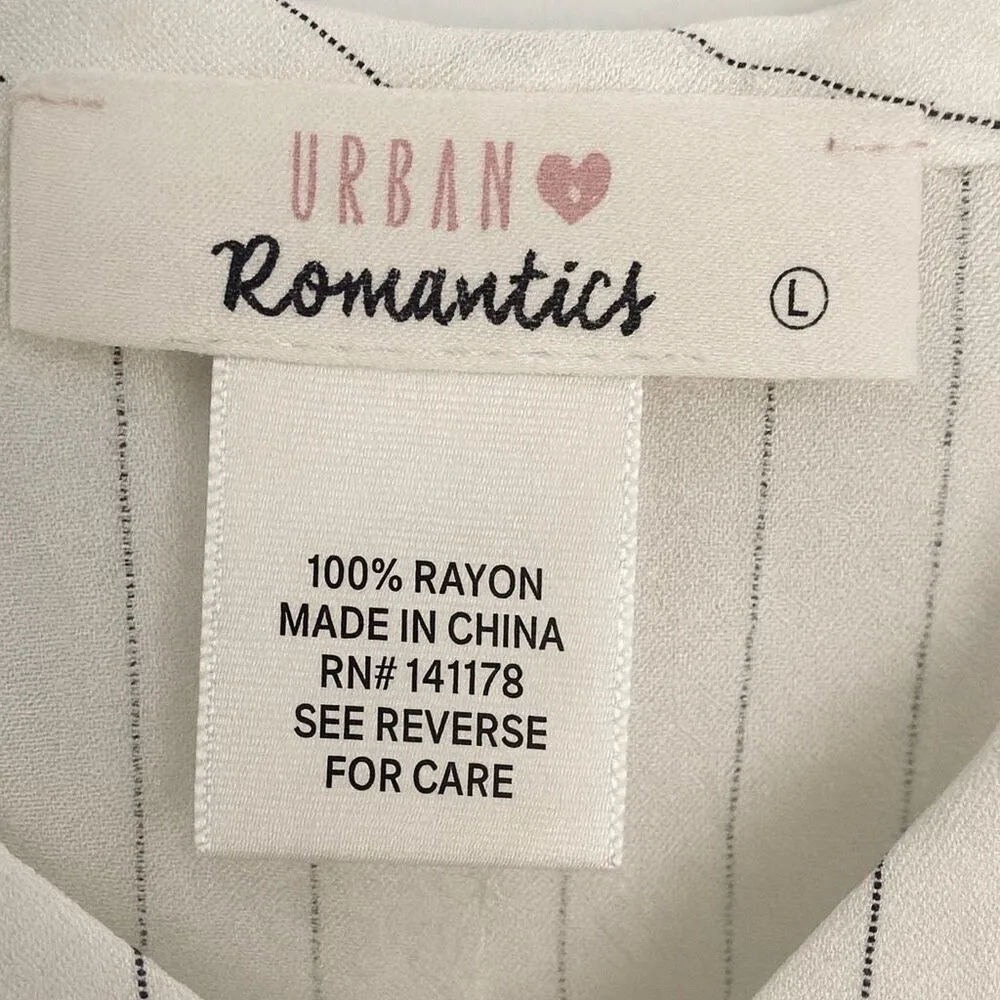 URBAN
Romantics
L
100% RAYON
MADE IN CHINA
RN# 141178
SEE REVERSE
FOR CARE